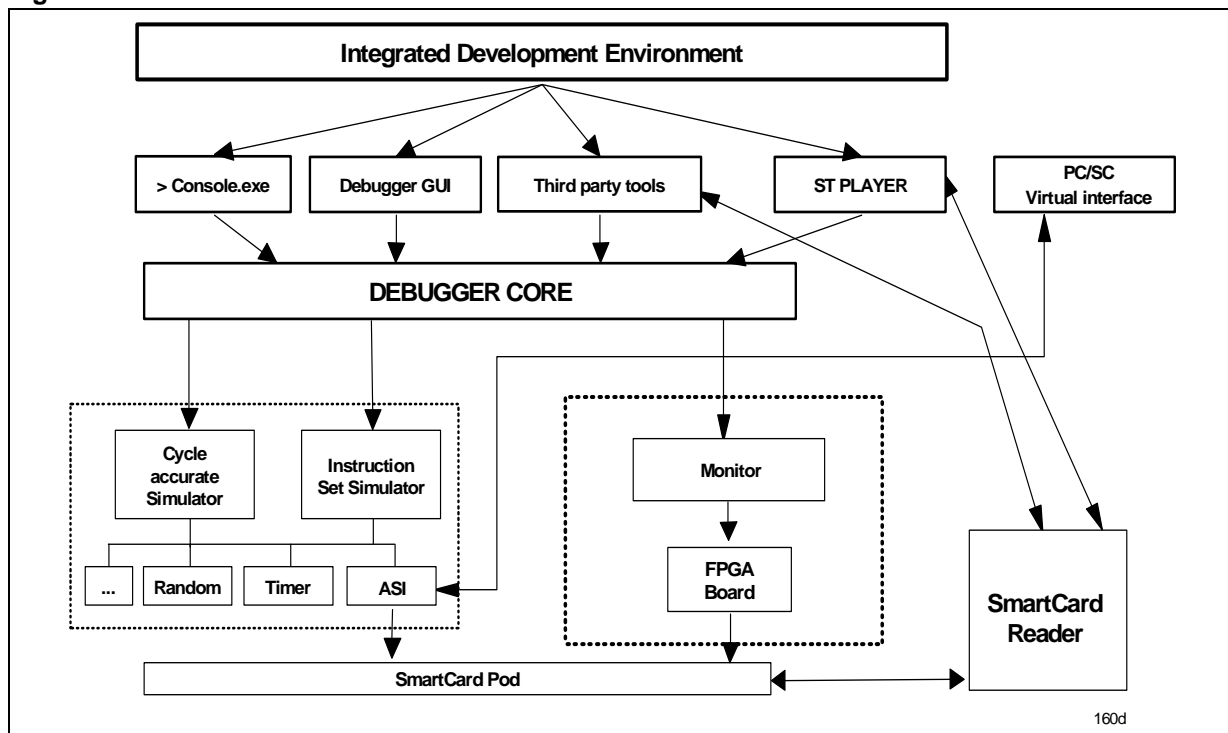 Integrated Development Environment
> Console.exe
Debugger GUI
Third party tools
ST PLAYER
PC/SC
Virtual interface
DEBUGGER CORE
Cycle
accurate
Simulator
Instruction
Set Simulator
Monitor
...
Random
Timer
ASI
FPGA
Board
SmartCard
Reader
SmartCard Pod
160d